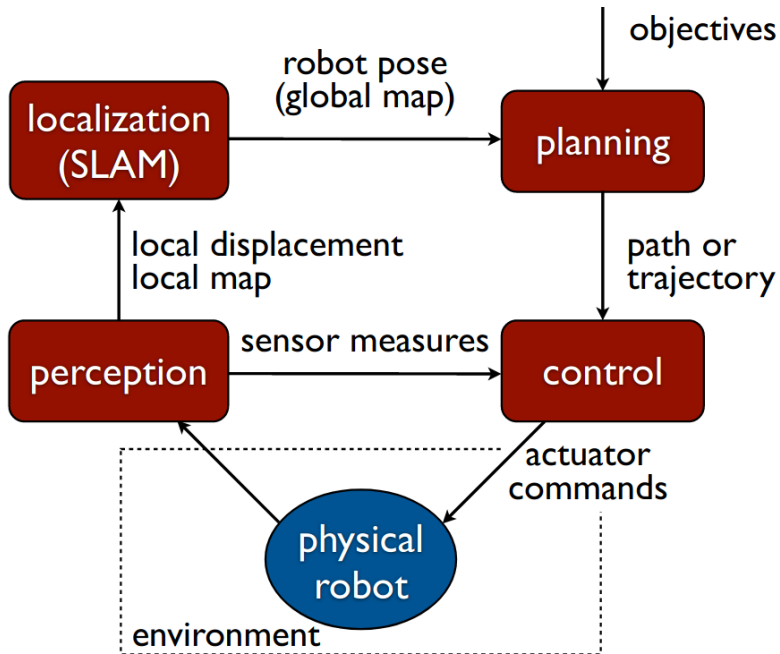 objectives
robot pose
(global map)
localization
(SLAM)
planning
local displacement
local map
path or
trajectory
sensor measures
perception
control
actuator
commands
physical
robot
environment